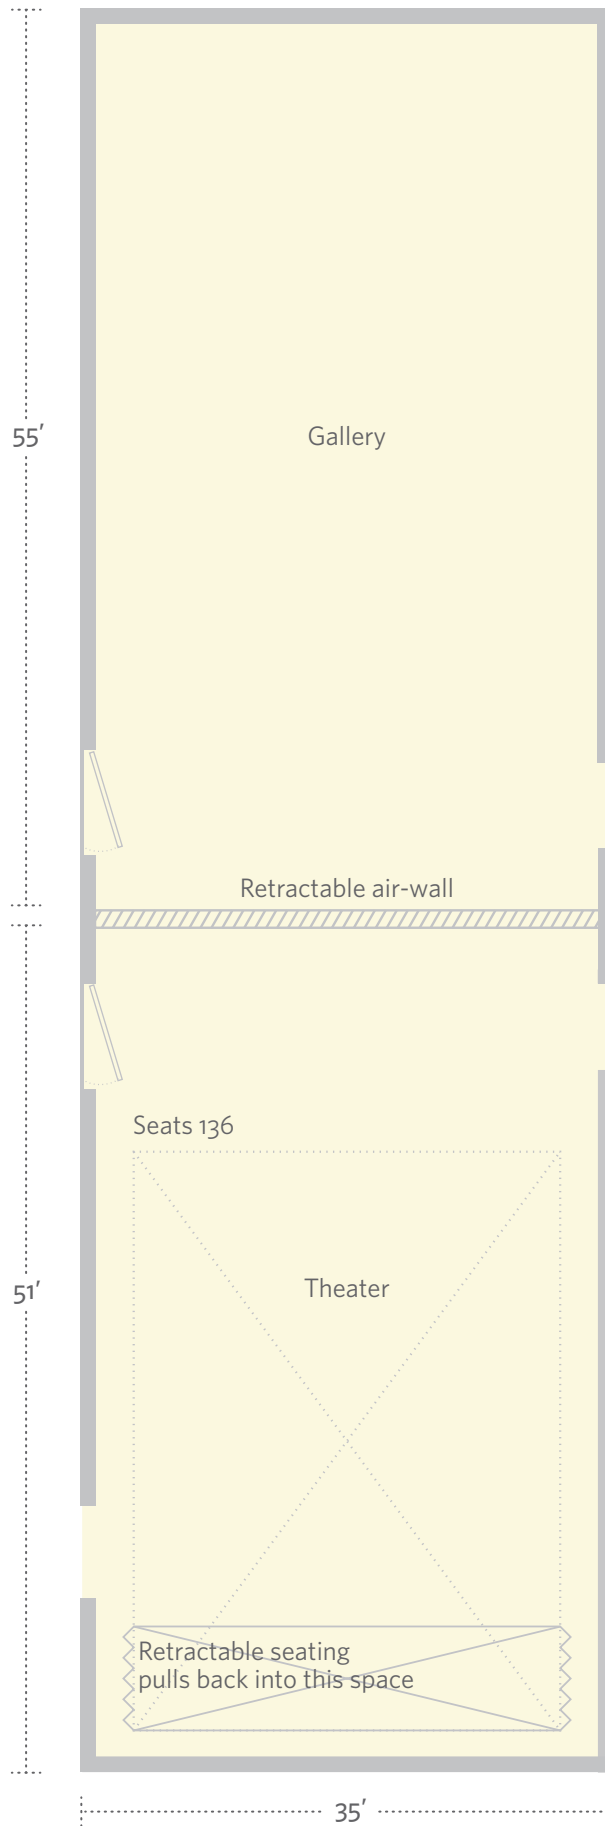 55′
Gallery
Retractable air-wall
Seats 136
51′
Theater
Retractable seating
pulls back into this space
35′